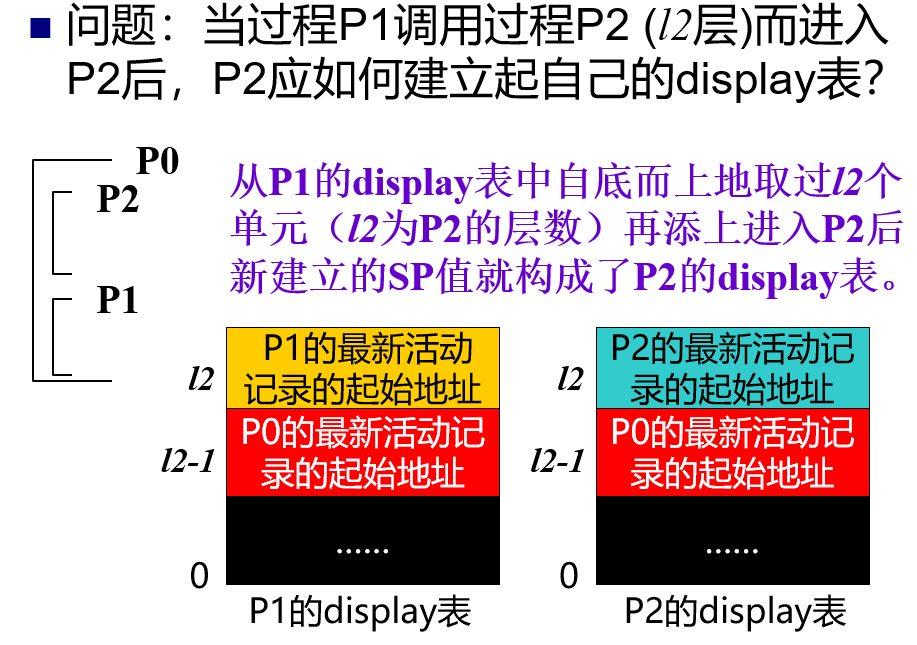 问题：当过程P1调用过程P2 (l2层)而进入
P2后，P2应如何建立起自己的display表?
P0
P2
P1
从P1的display表中自底而上地取过l2个
单元（l2为P2的层数）再添上进入P2后
新建立的SP值就构成了P2的display表。
l2
P1的最新活动
记录的起始地址
l2-1
P0的最新活动记
录的起始地址
......
0
P1的display表
l2
P2的最新活动记
录的起始地址
l2-1
P0的最新活动记
录的起始地址
......
0
P2的display表